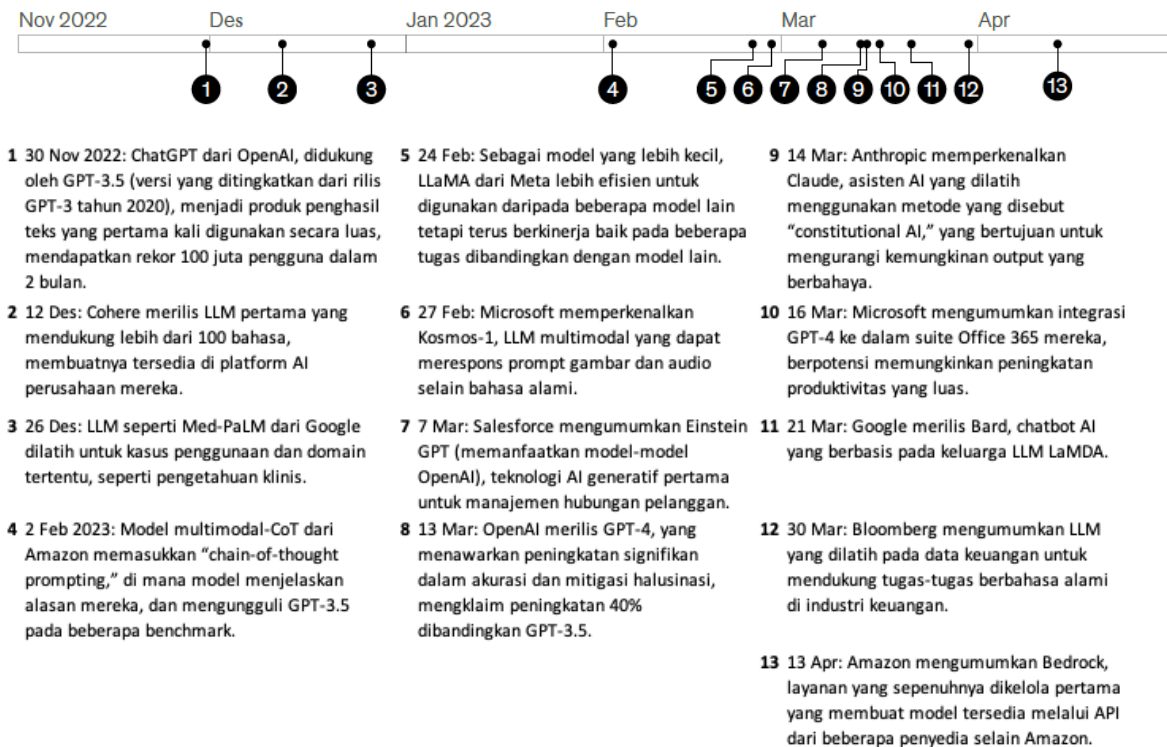 Nov 2022 Des Jan 2023 Feb Mar Apr
1 2 3 4 5 6 7 8 9 10 11 12 13
1 30 Nov 2022: ChatGPT dari OpenAI, didukung
oleh GPT-3.5 (versi yang ditingkatkan dari rilis
GPT-3 tahun 2020), menjadi produk penghasil
teks yang pertama kali digunakan secara luas,
mendapatkan rekor 100 juta pengguna dalam
2 bulan.
2 12 Des: Cohere merilis LLM pertama yang
mendukung lebih dari 100 bahasa,
membuatnya tersedia di platform AI
perusahaan mereka.
3 26 Des: LLM seperti Med-PaLM dari Google
dilatih untuk kasus penggunaan dan domain
tertentu, seperti pengetahuan klinis.
4 2 Feb 2023: Model multimodal-CoT dari
Amazon memasukkan “chain-of-thought
prompting,” di mana model menjelaskan
alasan mereka, dan mengungguli GPT-3.5
pada beberapa benchmark.
5 24 Feb: Sebagai model yang lebih kecil,
LLaMA dari Meta lebih efisien untuk
digunakan daripada beberapa model lain
tetapi terus berkinerja baik pada beberapa
tugas dibandingkan dengan model lain.
6 27 Feb: Microsoft memperkenalkan
Kosmos-1, LLM multimodal yang dapat
merespons prompt gambar dan audio
selain bahasa alami.
7 7 Mar: Salesforce mengumumkan Einstein
GPT (memanfaatkan model-model
OpenAI), teknologi AI generatif pertama
untuk manajemen hubungan pelanggan.
8 13 Mar: OpenAI merilis GPT-4, yang
menawarkan peningkatan signifikan
dalam akurasi dan mitigasi halusinasi,
mengklaim peningkatan 40%
dibandingkan GPT-3.5.
9 14 Mar: Anthropic memperkenalkan
Claude, asisten AI yang dilatih
menggunakan metode yang disebut
“constitutional AI,” yang bertujuan untuk
mengurangi kemungkinan output yang
berbahaya.
10 16 Mar: Microsoft mengumumkan integrasi
GPT-4 ke dalam suite Office 365 mereka,
berpotensi memungkinkan peningkatan
produktivitas yang luas.
11 21 Mar: Google merilis Bard, chatbot AI
yang berbasis pada keluarga LLM LaMDA.
12 30 Mar: Bloomberg mengumumkan LLM
yang dilatih pada data keuangan untuk
mendukung tugas-tugas berbahasa alami
di industri keuangan.
13 13 Apr: Amazon mengumumkan Bedrock,
layanan yang sepenuhnya dikelola pertama
yang membuat model tersedia melalui API
dari beberapa penyedia selain Amazon.